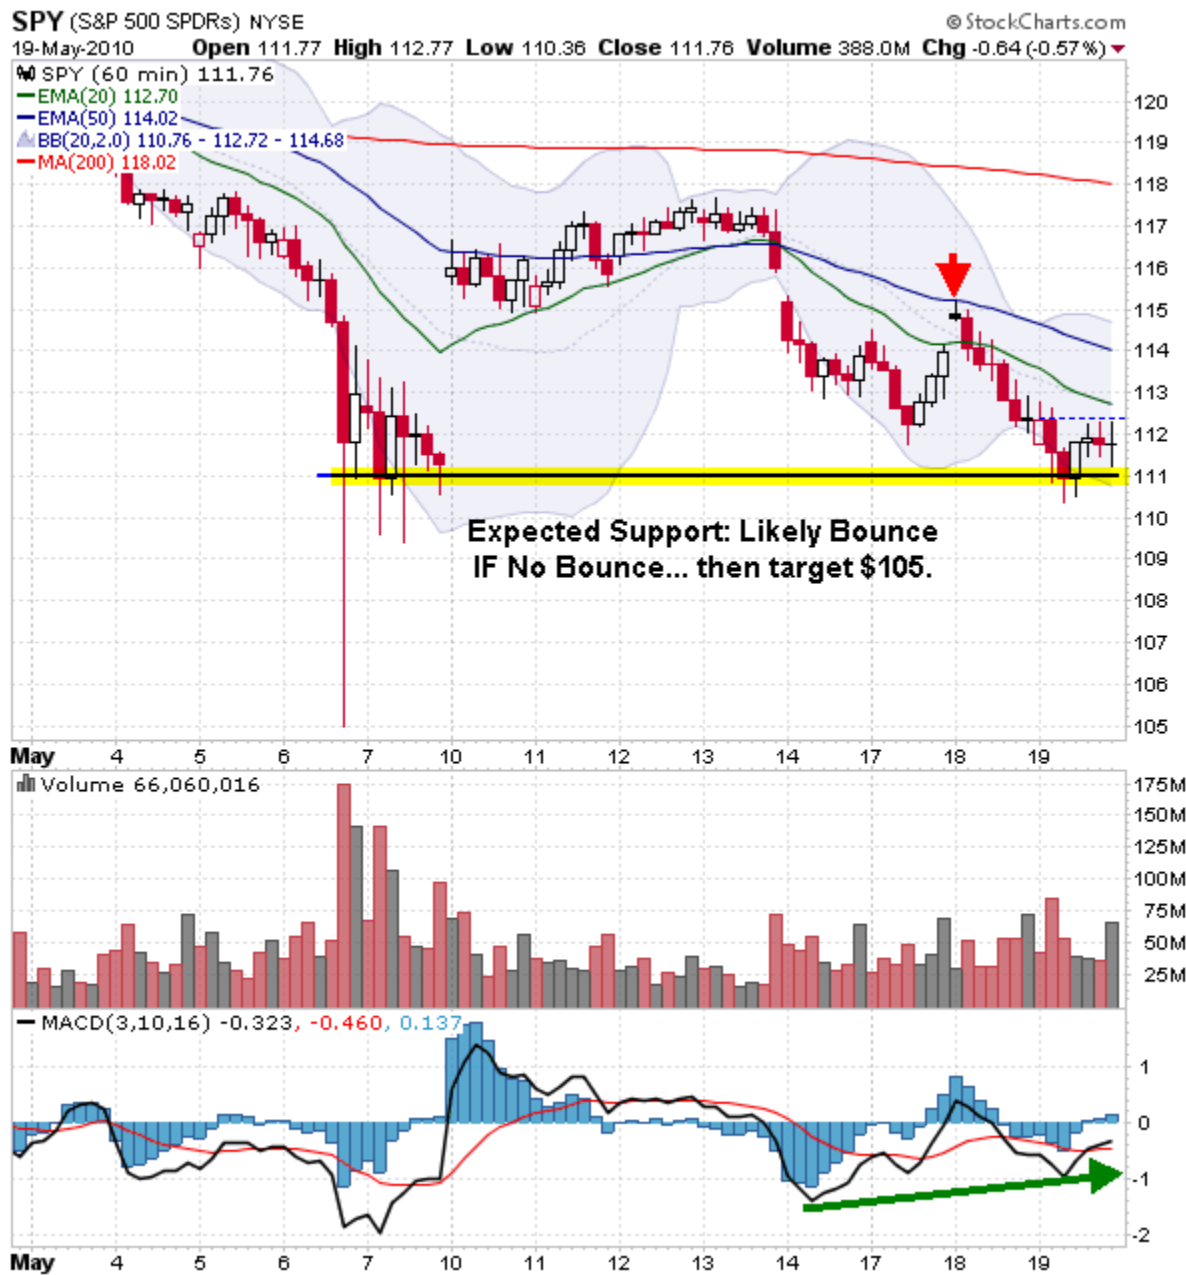 SPY (S&P 500 SPDRs) NYSE © StockCharts.com
19-May-2010 Open 111.77 High 112.77 Low 110.36 Close 111.76 Volume 388.0M Chg -0.64 (-0.57%)
SPY (60 min) 111.76
EMA(20) 112.70
EMA(50) 114.02
BB(20,2.0) 110.76 - 112.72 - 114.68
MA(200) 118.02
120
119
118
117
116
115
114
113
112
111
110
109
108
107
106
105
Expected Support: Likely Bounce
IF No Bounce... then target $105.
May 4 5 6 7 10 11 12 13 14 17 18 19
Volume 66,060,016
175M
150M
125M
100M
75M
50M
25M
MACD(3,10,16) -0.323, -0.460, 0.137
1
0
-1
-2
May 4 5 6 7 10 11 12 13 14 17 18 19